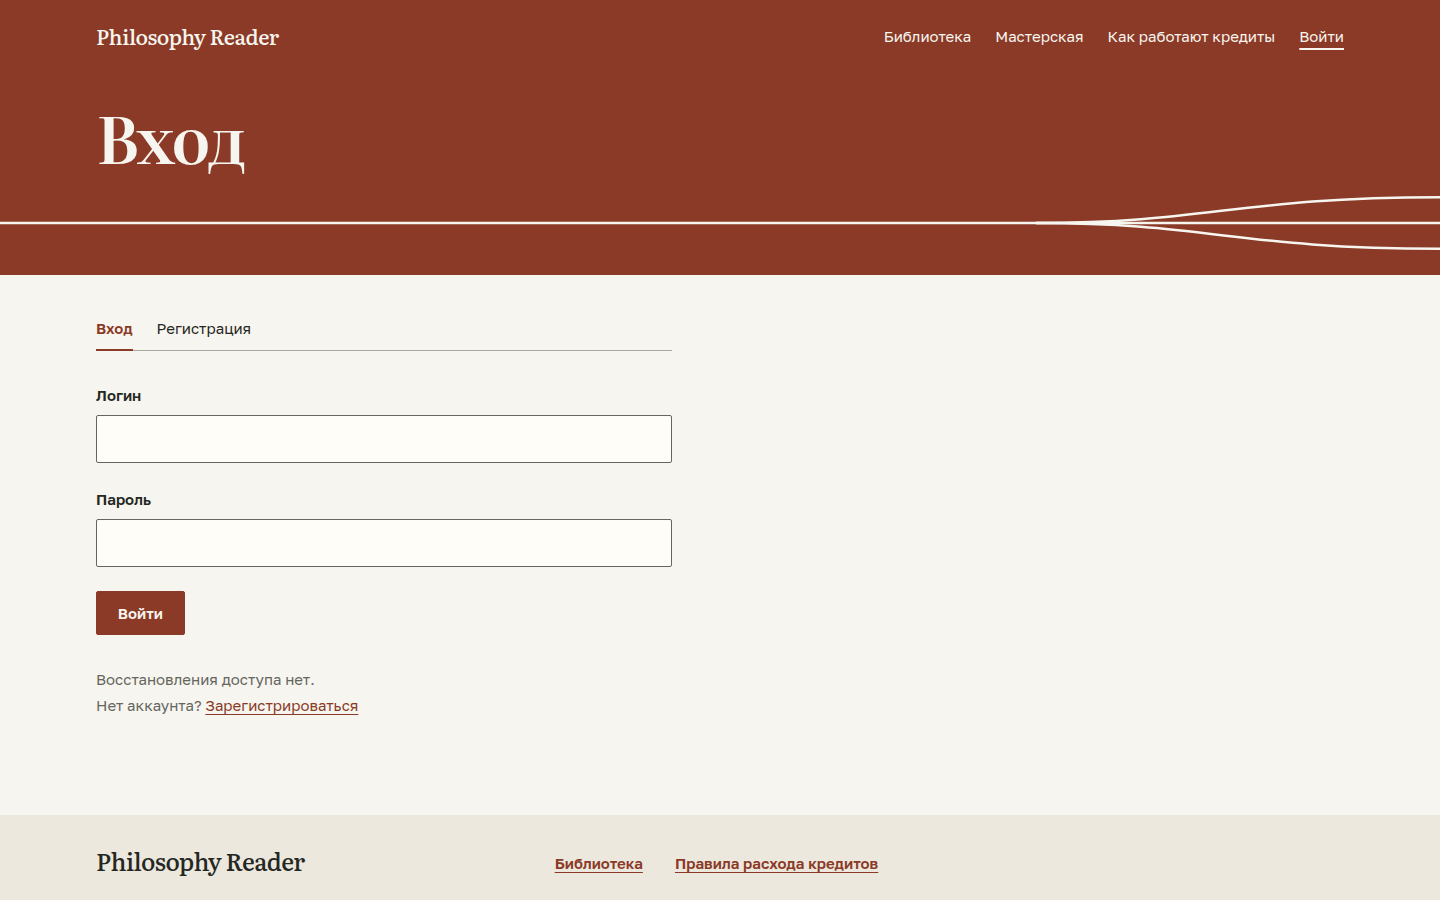 Philosophy Reader
Библиотека Мастерская Как работают кредиты Войти
Вход
Вход Регистрация
Логин
Пароль
Войти
Восстановления доступа нет.
Нет аккаунта? Зарегистрироваться
Philosophy Reader
Библиотека Правила расхода кредитов